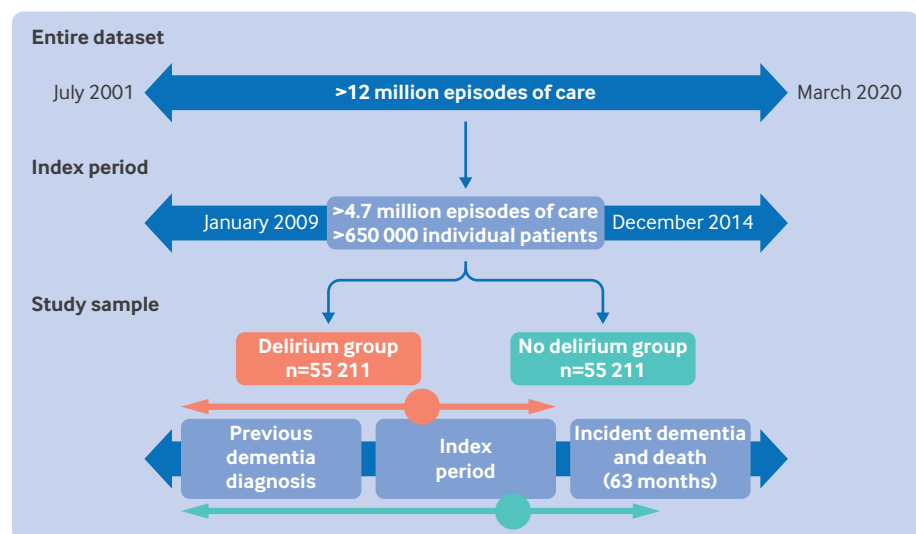 Entire dataset
July 2001
>12 million episodes of care
March 2020
Index period
January 2009
>4.7 million episodes of care
>650 000 individual patients
December 2014
Study sample
Delirium group
n=55 211
No delirium group
n=55 211
Previous
dementia
diagnosis
Index
period
Incident dementia
and death
(63 months)